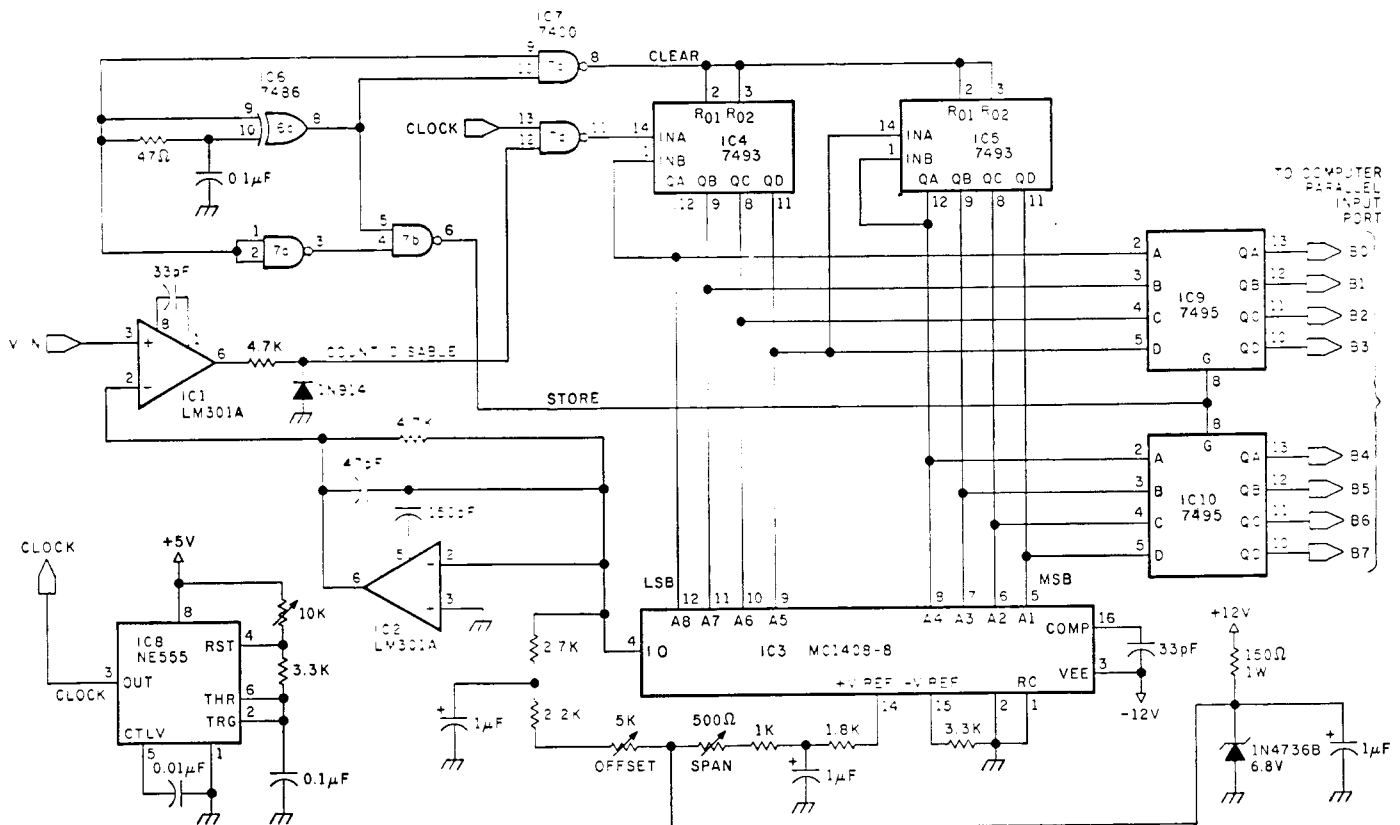 IC7
7400
9
10
8
CLEAR
IC6
7486
9
10
8
47Ω
0.1µF
CLOCK
13
12
11
2
3
R01 R02
14
INA
1
INB
IC4
7493
QA QB QC QD
12
9
8
11
2
3
R01 R02
14
INA
1
INB
IC5
7493
QA QB QC QD
12
9
8
11
1
2
7a
3
5
4
7b
6
TO COMPUTER
PARALLEL
INPUT
PORT
2
A
QA
13
B0
3
B
QB
12
B1
4
C
QC
11
B2
5
D
QD
10
B3
IC9
7495
G
8
33pF
8
1
3
+
2
−
6
IC1
LM301A
4.7K
COUNT DISABLE
1N914
STORE
8
G
2
A
QA
13
B4
3
B
QB
12
B5
4
C
QC
11
B6
5
D
QD
10
B7
IC10
7495
4.7K
47pF
150pF
5
6
−
2
+
3
IC2
LM301A
CLOCK
+5V
8
10K
IC8
NE555
RST
4
3.3K
3
OUT
CLOCK
THR
6
TRG
2
CTLV
5
1
0.01µF
0.1µF
LSB
12
11
10
9
8
7
6
5
MSB
A8 A7 A6 A5
A4 A3 A2 A1
COMP
16
4
IO
IC3 MC1408-8
33pF
VEE
3
−12V
+VREF −VREF
RC
14
15
2
1
2.7K
2.2K
+
1µF
5K
OFFSET
500Ω
SPAN
1K
1.8K
+
1µF
3.3K
+12V
150Ω
1W
1N4736B
6.8V
+
1µF